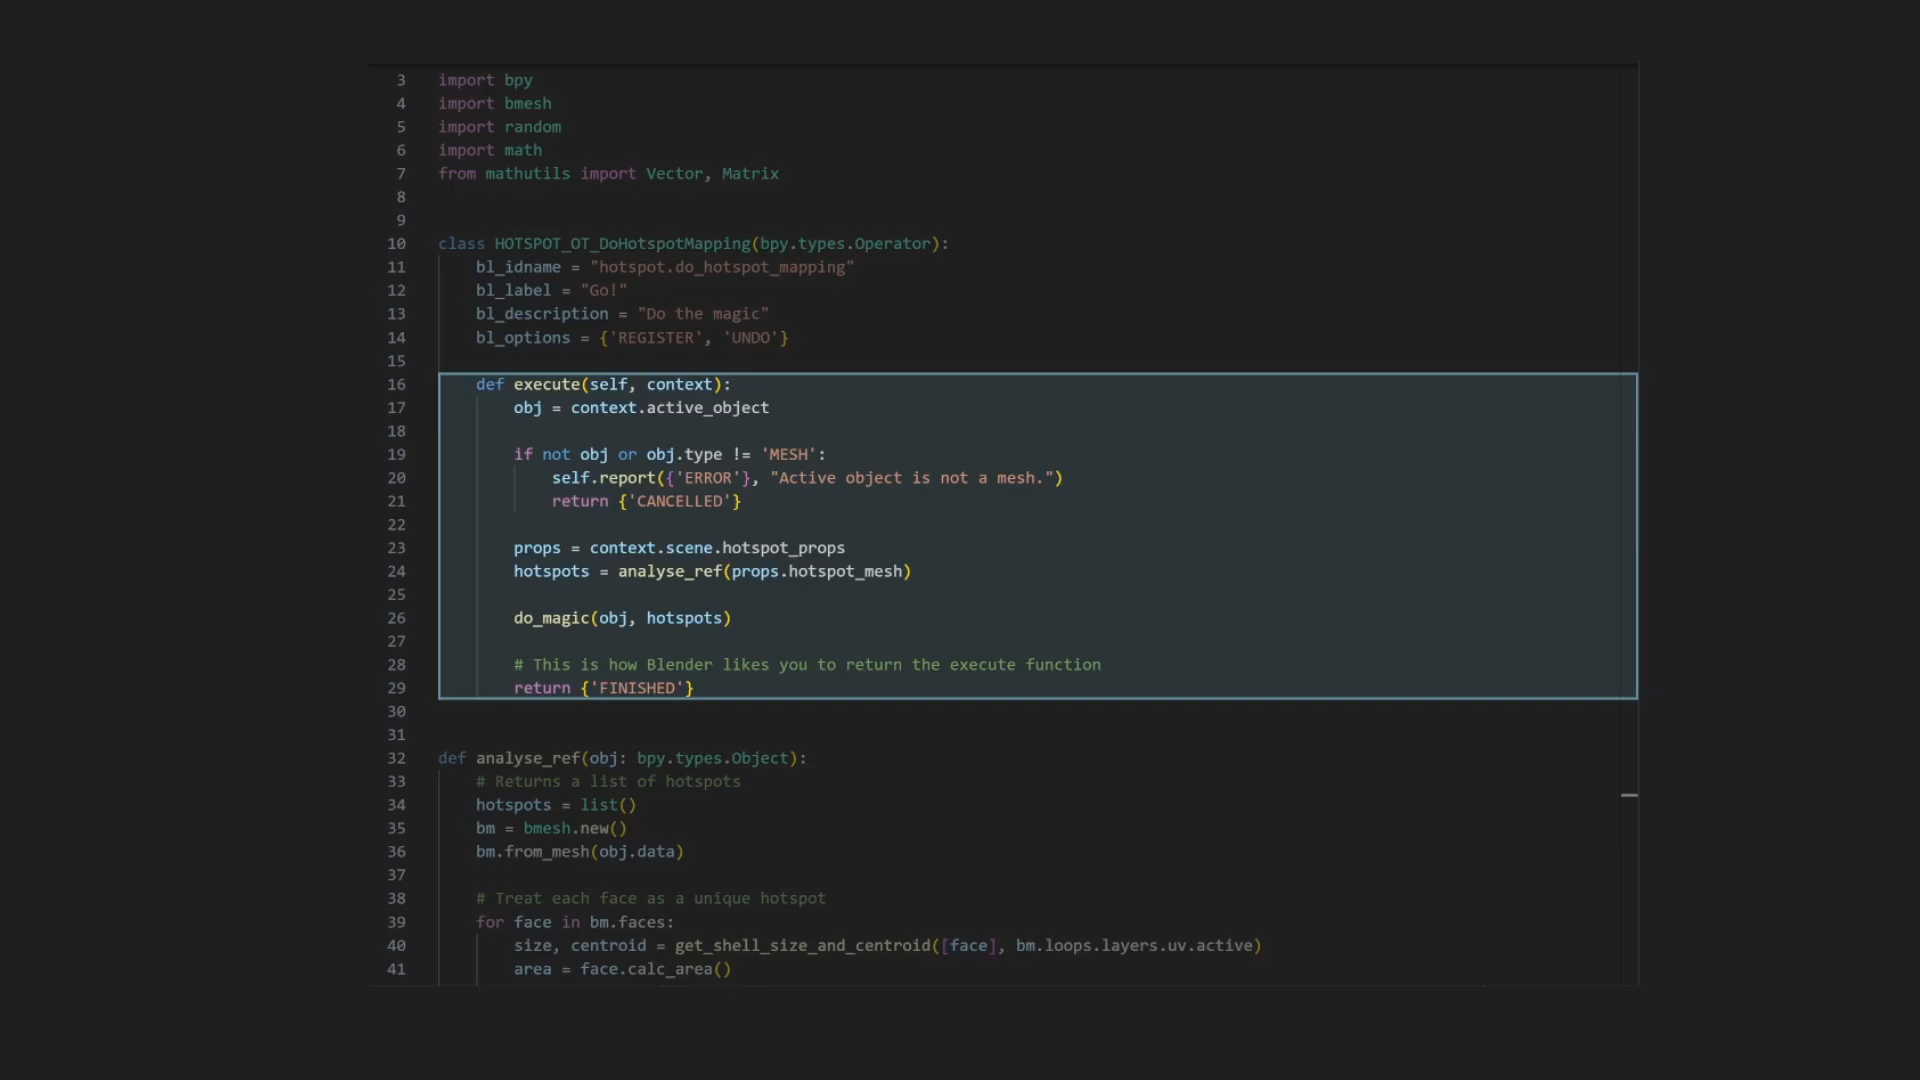 3 import bpy
4 import bmesh
5 import random
6 import math
7 from mathutils import Vector, Matrix
8
9
10 class HOTSPOT_OT_DoHotspotMapping(bpy.types.Operator):
11 bl_idname = "hotspot.do_hotspot_mapping"
12 bl_label = "Go!"
13 bl_description = "Do the magic"
14 bl_options = {'REGISTER', 'UNDO'}
15
16 def execute(self, context):
17 obj = context.active_object
18
19 if not obj or obj.type != 'MESH':
20 self.report({'ERROR'}, "Active object is not a mesh.")
21 return {'CANCELLED'}
22
23 props = context.scene.hotspot_props
24 hotspots = analyse_ref(props.hotspot_mesh)
25
26 do_magic(obj, hotspots)
27
28 # This is how Blender likes you to return the execute function
29 return {'FINISHED'}
30
31
32 def analyse_ref(obj: bpy.types.Object):
33 # Returns a list of hotspots
34 hotspots = list()
35 bm = bmesh.new()
36 bm.from_mesh(obj.data)
37
38 # Treat each face as a unique hotspot
39 for face in bm.faces:
40 size, centroid = get_shell_size_and_centroid([face], bm.loops.layers.uv.active)
41 area = face.calc_area()